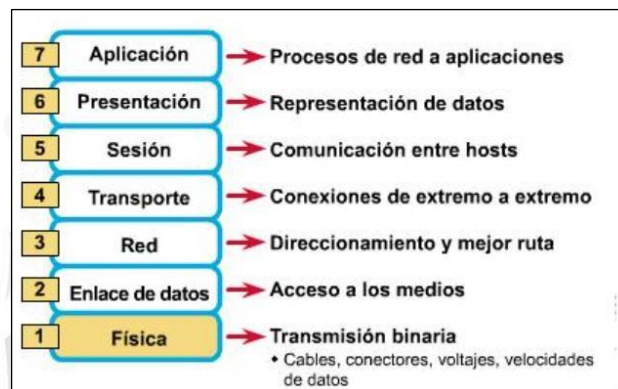 7 Aplicación Procesos de red a aplicaciones
6 Presentación Representación de datos
5 Sesión Comunicación entre hosts
4 Transporte Conexiones de extremo a extremo
3 Red Direccionamiento y mejor ruta
2 Enlace de datos Acceso a los medios
1 Física Transmisión binaria
• Cables, conectores, voltajes, velocidades
de datos